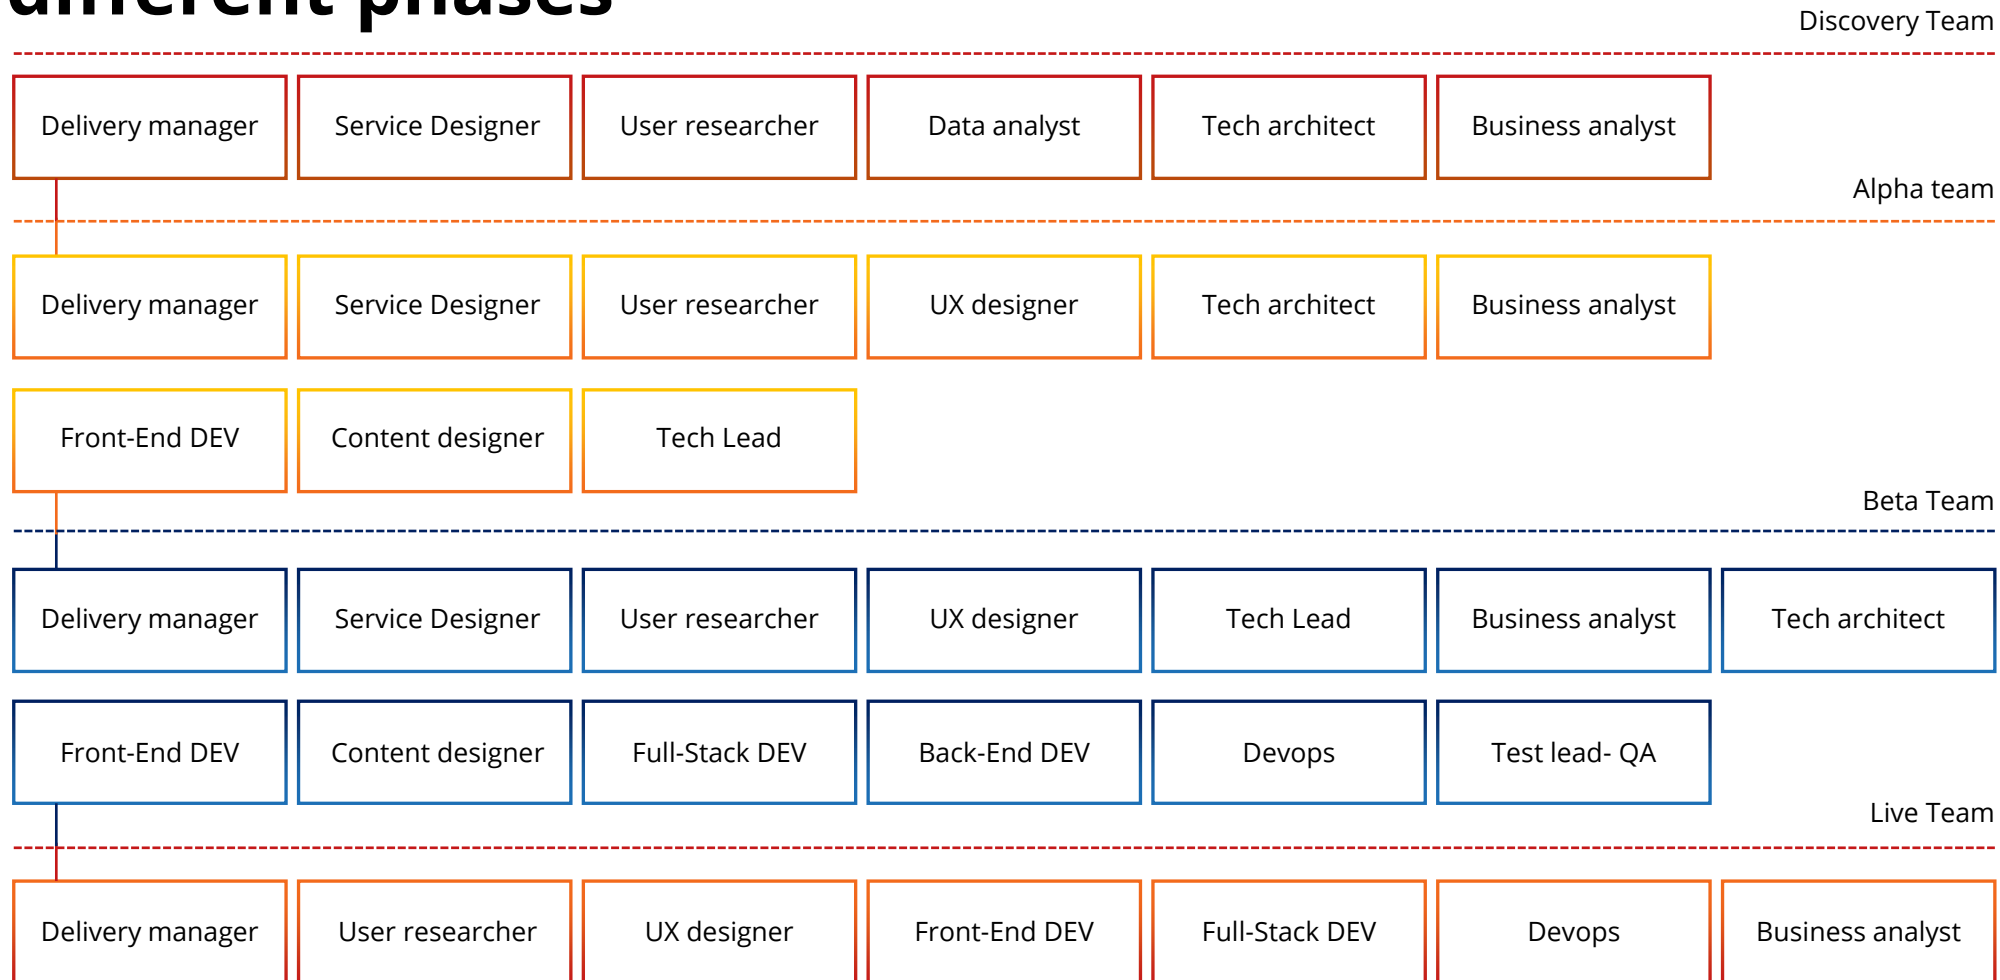 different phases
Discovery Team
Delivery manager
Service Designer
User researcher
Data analyst
Tech architect
Business analyst
Alpha team
Delivery manager
Service Designer
User researcher
UX designer
Tech architect
Business analyst
Front-End DEV
Content designer
Tech Lead
Beta Team
Delivery manager
Service Designer
User researcher
UX designer
Tech Lead
Business analyst
Tech architect
Front-End DEV
Content designer
Full-Stack DEV
Back-End DEV
Devops
Test lead- QA
Live Team
Delivery manager
User researcher
UX designer
Front-End DEV
Full-Stack DEV
Devops
Business analyst